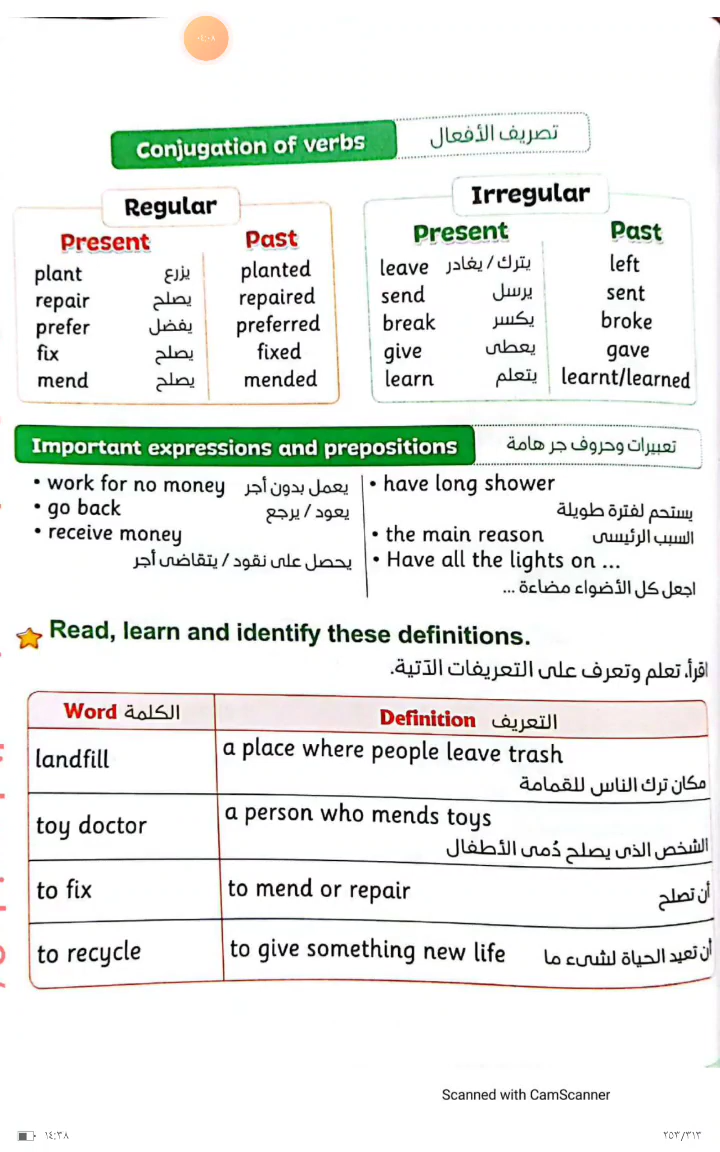 ٠١:٠٨
Conjugation of verbs تصريف الأفعال
Regular
Present Past
plant يزرع planted
repair يصلح repaired
prefer يفضل preferred
fix يصلح fixed
mend يصلح mended
Irregular
Present Past
leave يترك / يغادر left
send يرسل sent
break يكسر broke
give يعطى gave
learn يتعلم learnt/learned
Important expressions and prepositions تعبيرات وحروف جر هامة
• work for no money يعمل بدون أجر
• go back يعود / يرجع
• receive money
يحصل على نقود / يتقاضى أجر
• have long shower
يستحم لفترة طويلة
• the main reason السبب الرئيسى
• Have all the lights on ...
اجعل كل الأضواء مضاءة ...
Read, learn and identify these definitions.
اقرأ، تعلم وتعرف على التعريفات الآتية.
Word الكلمة Definition التعريف
landfill a place where people leave trash
مكان ترك الناس للقمامة
toy doctor a person who mends toys
الشخص الذى يصلح دُمى الأطفال
to fix to mend or repair أن تصلح
to recycle to give something new life أن تعيد الحياة لشىء ما
Scanned with CamScanner
١٤:٣٨ ٢٥٣/٣١٣